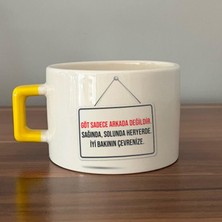 GÖT SADECE ARKADA DEĞİLDİR.
SAĞINDA, SOLUNDA HERYERDE.
İYİ BAKININ ÇEVRENİZE.